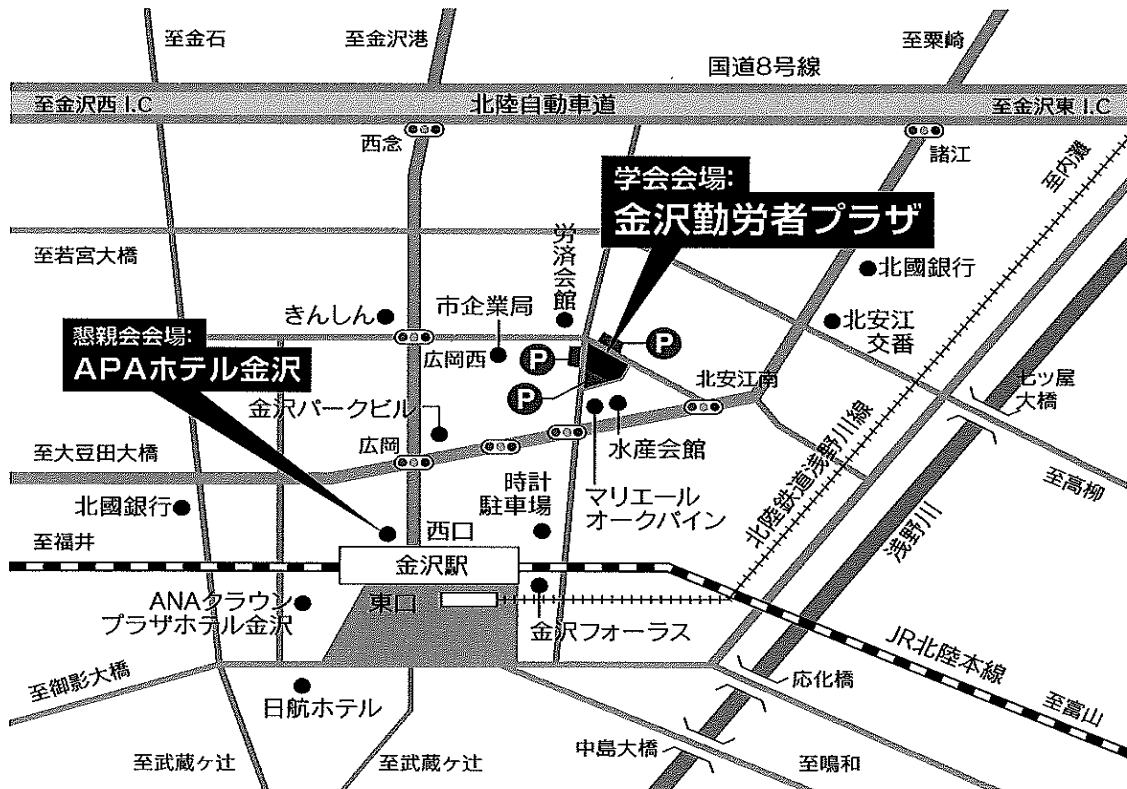 至金石
至金沢港
至粟崎
国道8号線
至金沢西 I.C
北陸自動車道
至金沢東 I.C
西念
諸江
至内灘
学会会場:
金沢勤労者プラザ
労済会館
至若宮大橋
北國銀行
きんしん
市企業局
北安江
交番
懇親会会場:
APAホテル金沢
広岡西
P
P
P
北安江南
七ツ屋
大橋
金沢パークビル
広岡
水産会館
至大豆田大橋
時計
駐車場
マリエール
オークパイン
北陸鉄道浅野川線
浅野川
至高柳
北國銀行
西口
至福井
金沢駅
ANAクラウン
プラザホテル金沢
東口
金沢フォーラス
JR北陸本線
至御影大橋
日航ホテル
応化橋
至富山
至武蔵ヶ辻
至武蔵ヶ辻
中島大橋
至鳴和